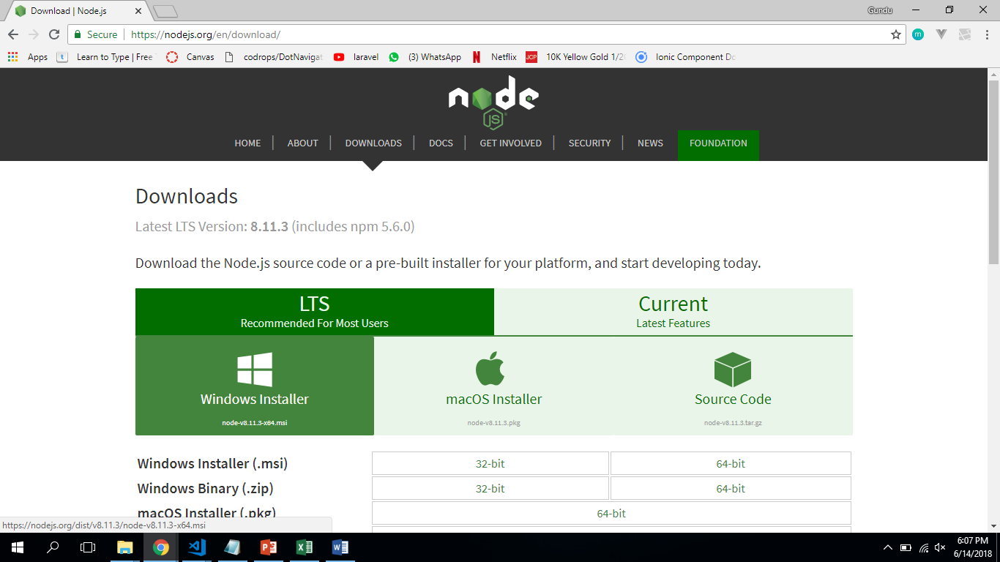 Download | Node.js
Gundu
Secure https://nodejs.org/en/download/
Apps Learn to Type | Free Canvas codrops/DotNavigat laravel (3) WhatsApp Netflix JCP 10K Yellow Gold 1/2 Ionic Component Do
node
JS
HOME ABOUT DOWNLOADS DOCS GET INVOLVED SECURITY NEWS FOUNDATION
Downloads
Latest LTS Version: 8.11.3 (includes npm 5.6.0)
Download the Node.js source code or a pre-built installer for your platform, and start developing today.
LTS
Recommended For Most Users
Current
Latest Features
Windows Installer
node-v8.11.3-x64.msi
macOS Installer
node-v8.11.3.pkg
Source Code
node-v8.11.3.tar.gz
Windows Installer (.msi) 32-bit 64-bit
Windows Binary (.zip) 32-bit 64-bit
macOS Installer (.pkg) 64-bit
https://nodejs.org/dist/v8.11.3/node-v8.11.3-x64.msi
6:07 PM
6/14/2018